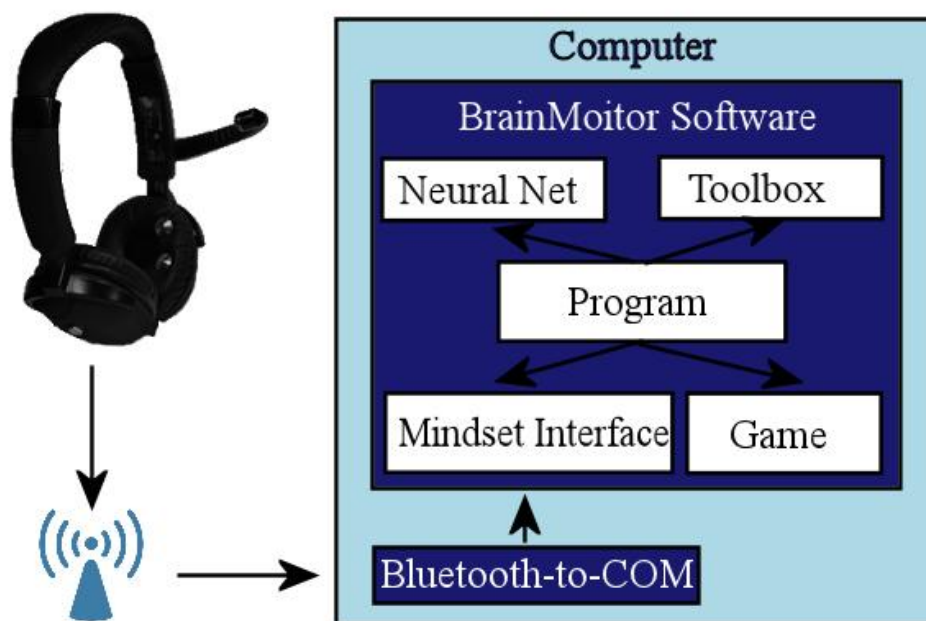 Computer
BrainMoitor Software
Neural Net
Toolbox
Program
Mindset Interface
Game
Bluetooth-to-COM